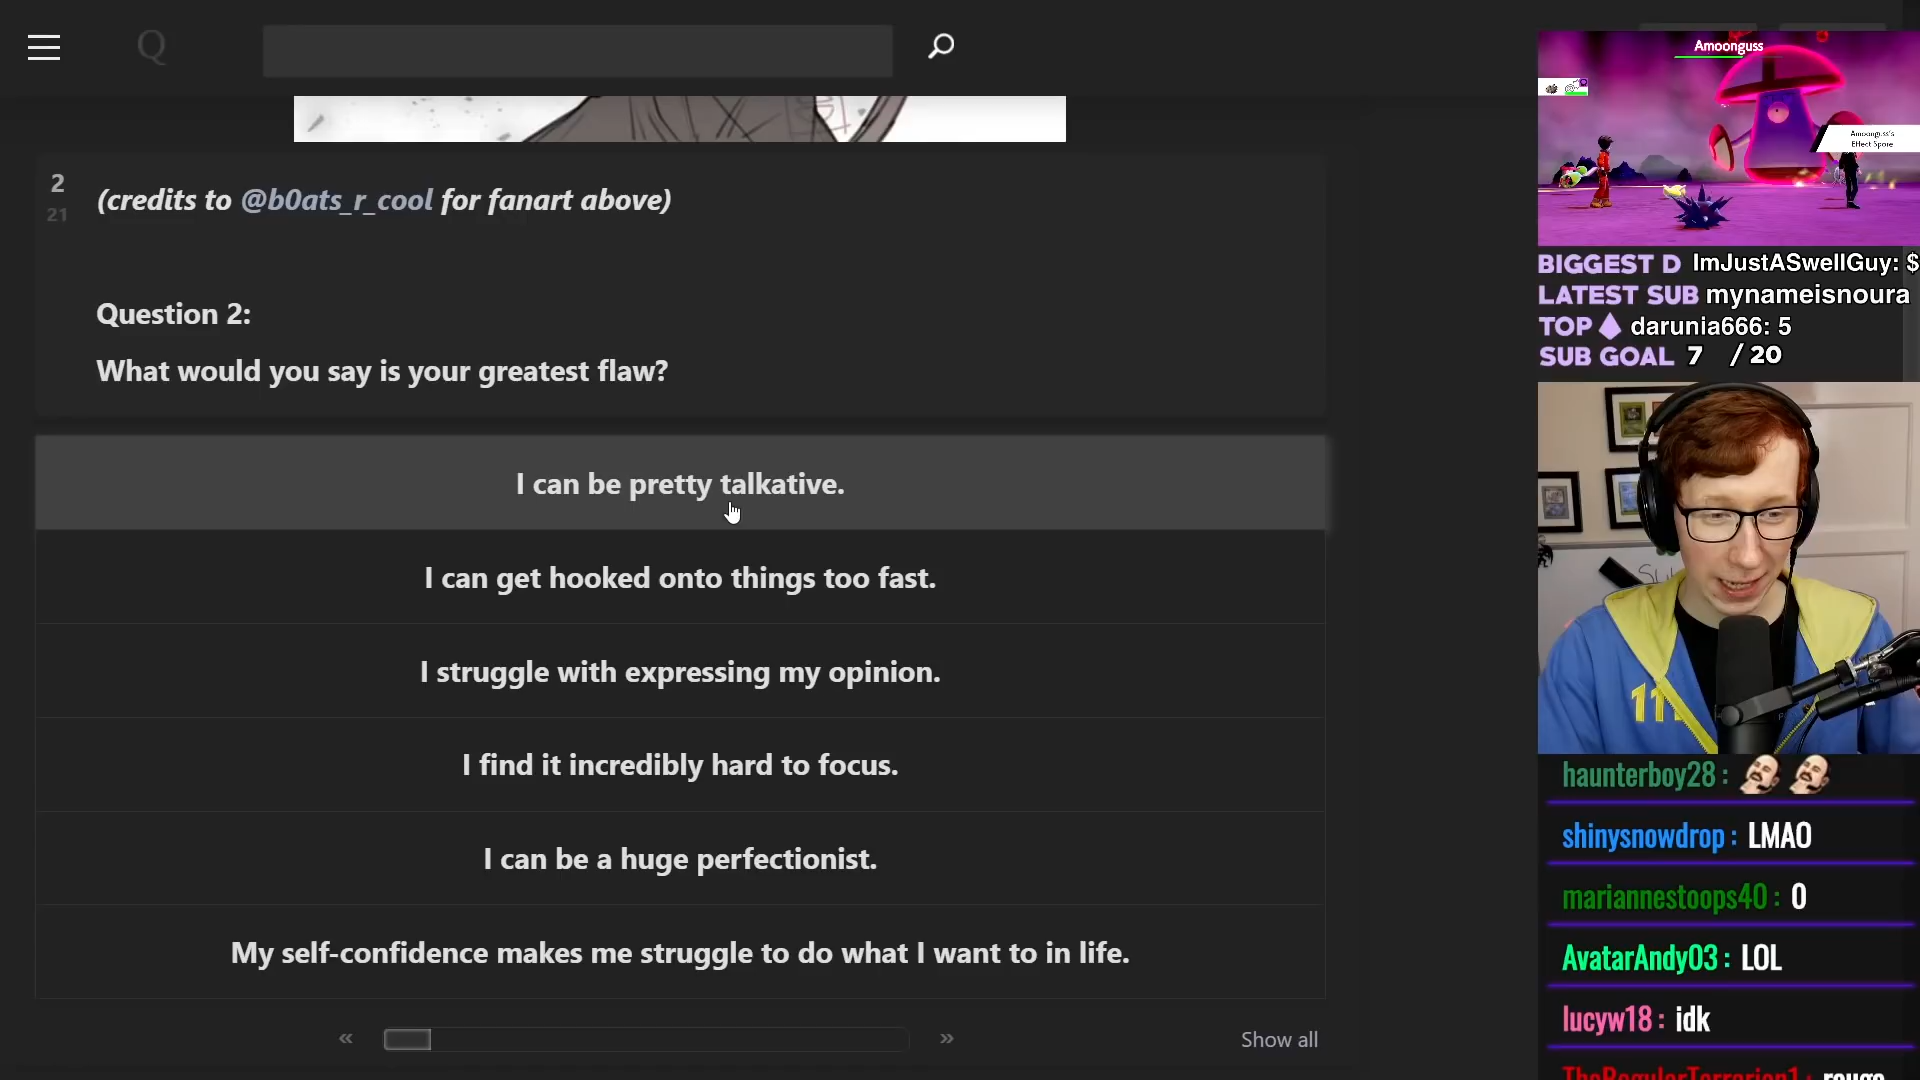 Q
2
21
(credits to @b0ats_r_cool for fanart above)
Question 2:
What would you say is your greatest flaw?
I can be pretty talkative.
I can get hooked onto things too fast.
I struggle with expressing my opinion.
I find it incredibly hard to focus.
I can be a huge perfectionist.
My self-confidence makes me struggle to do what I want to in life.
«
»
Show all
Amoonguss
Amoonguss's
Effect Spore
BIGGEST D ImJustASwellGuy: $
LATEST SUB mynameisnoura
TOP darunia666: 5
SUB GOAL 7 / 20
11
haunterboy28 :
shinysnowdrop : LMAO
mariannestoops40 : 0
AvatarAndy03 : LOL
lucyw18 : idk